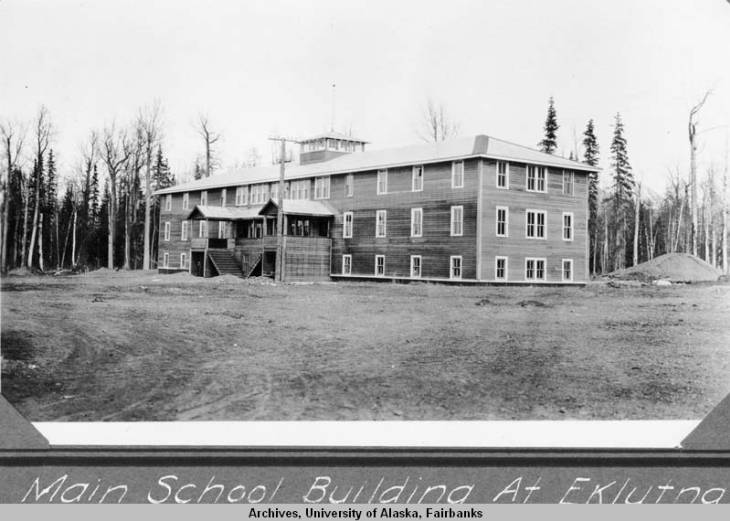 Main School Building At Eklutna
Archives, University of Alaska, Fairbanks